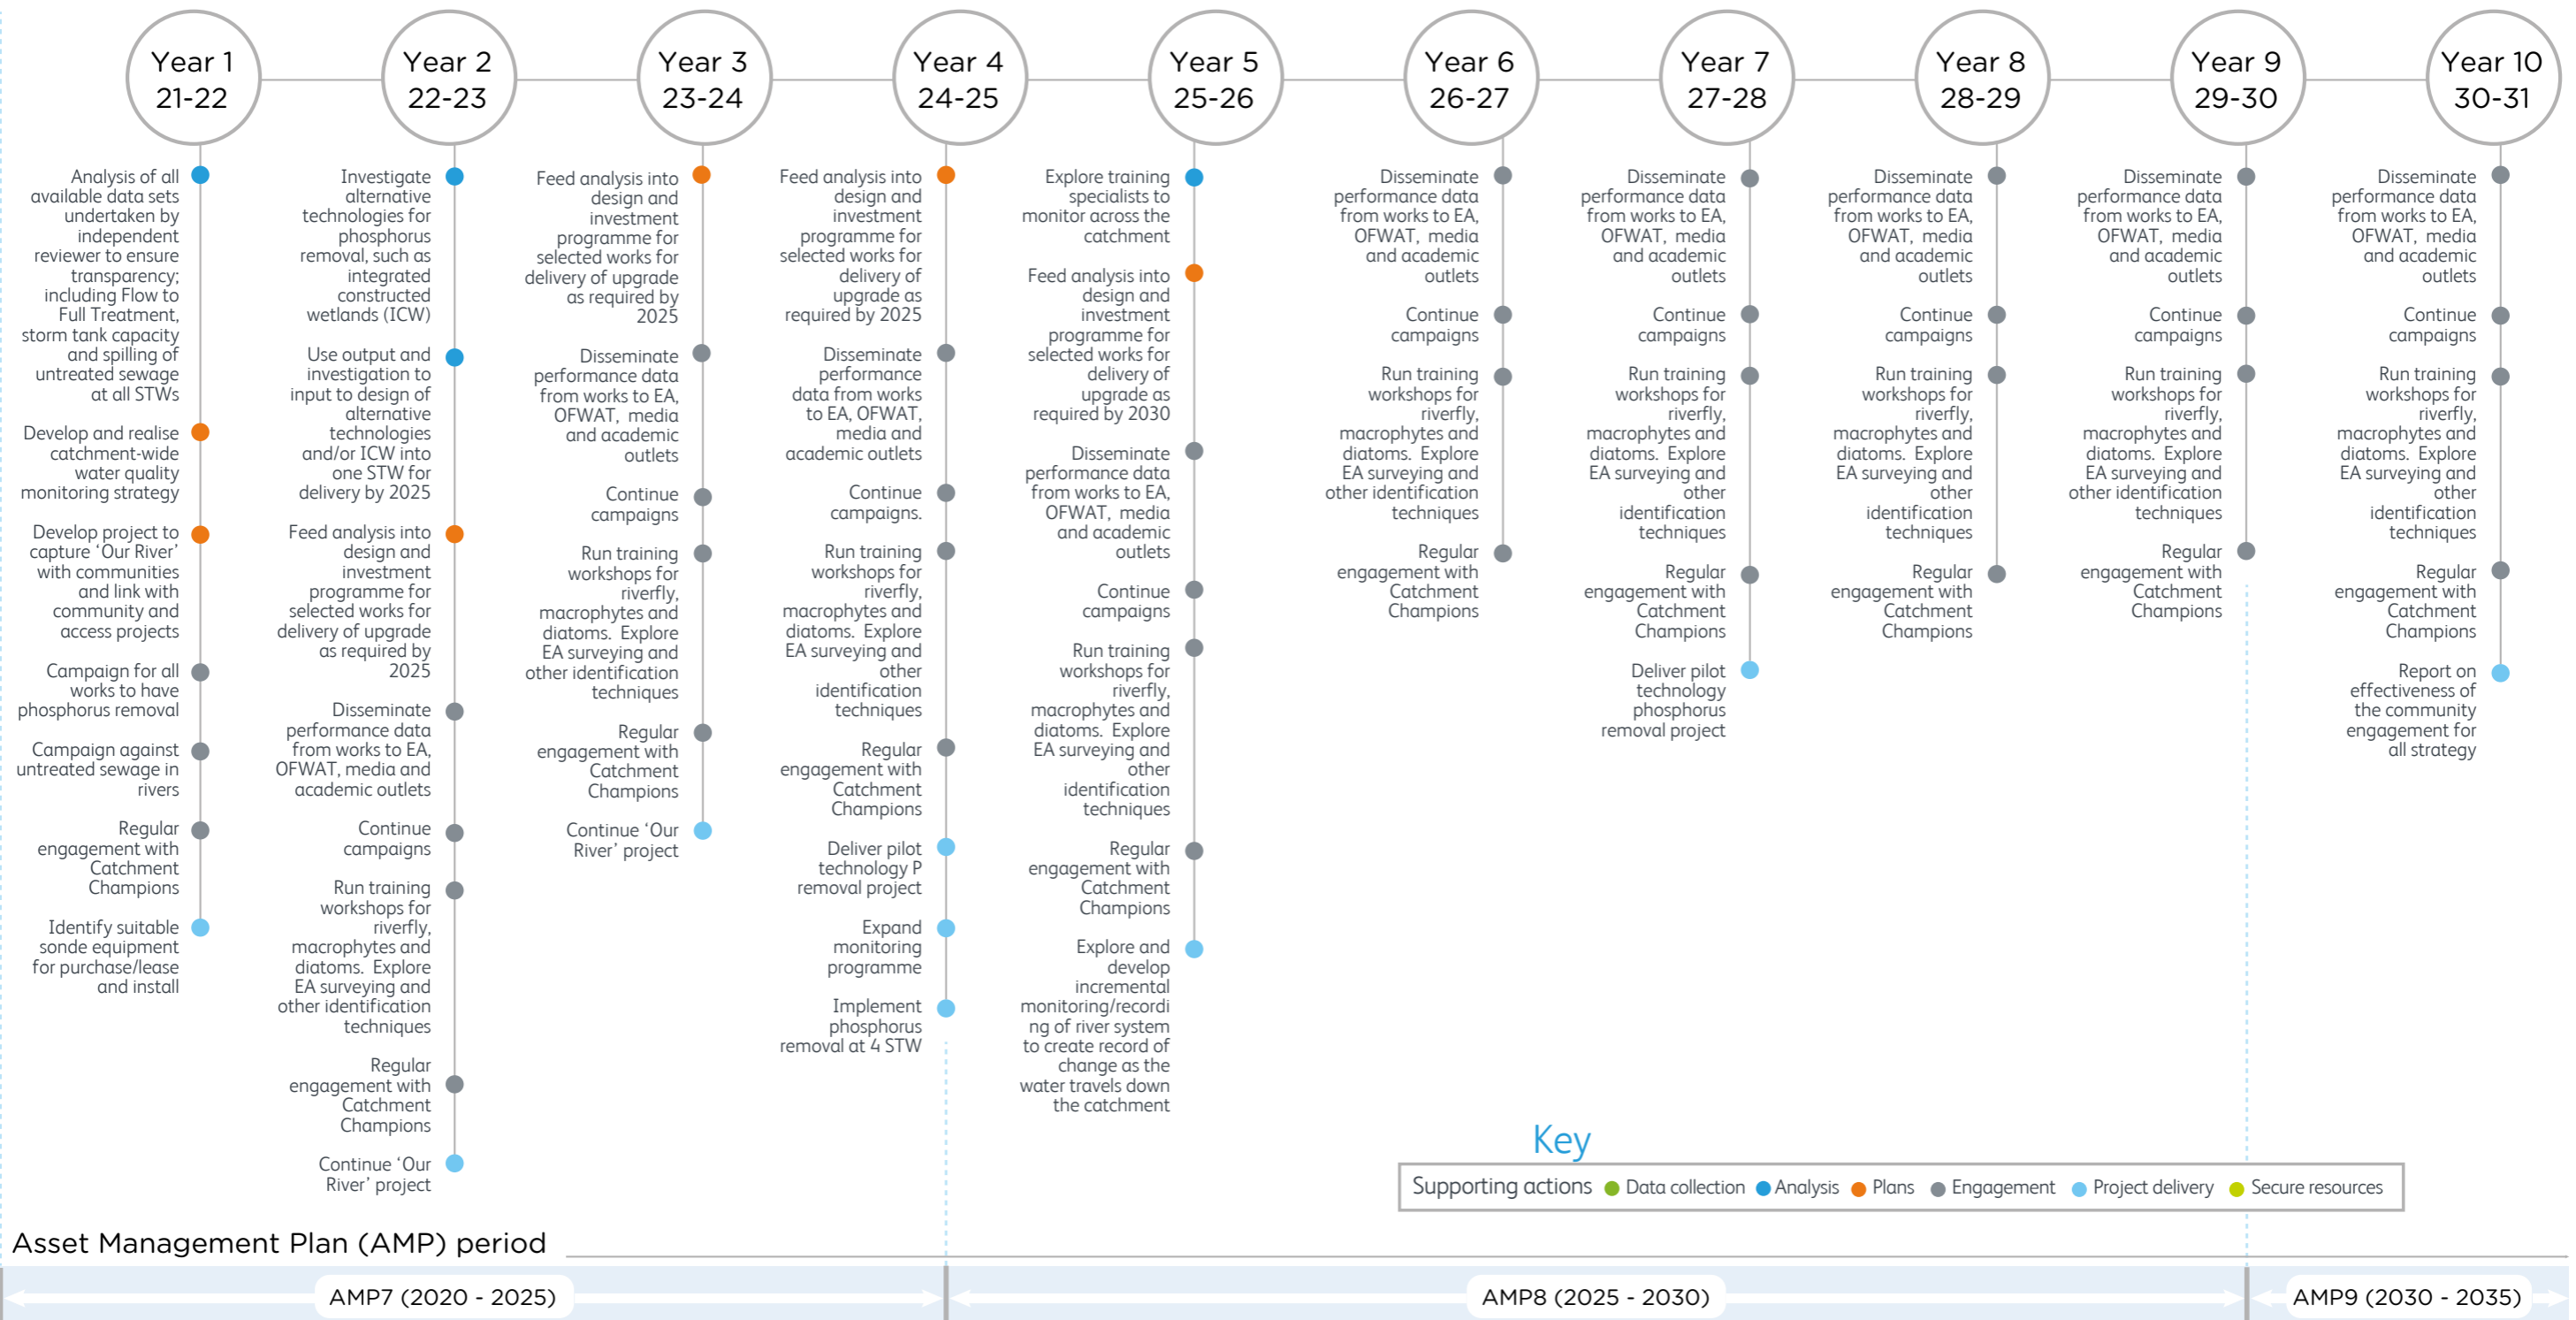 Year 1
21-22
Year 2
22-23
Year 3
23-24
Year 4
24-25
Year 5
25-26
Year 6
26-27
Year 7
27-28
Year 8
28-29
Year 9
29-30
Year 10
30-31
Analysis of all
available data sets
undertaken by
independent
reviewer to ensure
transparency;
including Flow to
Full Treatment,
storm tank capacity
and spilling of
untreated sewage
at all STWs
Develop and realise
catchment-wide
water quality
monitoring strategy
Develop project to
capture ‘Our River’
with communities
and link with
community and
access projects
Campaign for all
works to have
phosphorus removal
Campaign against
untreated sewage in
rivers
Regular
engagement with
Catchment
Champions
Identify suitable
sonde equipment
for purchase/lease
and install
Investigate
alternative
technologies for
phosphorus
removal, such as
integrated
constructed
wetlands (ICW)
Use output and
investigation to
input to design of
alternative
technologies
and/or ICW into
one STW for
delivery by 2025
Feed analysis into
design and
investment
programme for
selected works for
delivery of upgrade
as required by
2025
Disseminate
performance data
from works to EA,
OFWAT, media and
academic outlets
Continue
campaigns
Run training
workshops for
riverfly,
macrophytes and
diatoms. Explore
EA surveying and
other identification
techniques
Regular
engagement with
Catchment
Champions
Continue ‘Our
River’ project
Feed analysis into
design and
investment
programme for
selected works for
delivery of upgrade
as required by
2025
Disseminate
performance data
from works to EA,
OFWAT, media
and academic
outlets
Continue
campaigns
Run training
workshops for
riverfly,
macrophytes and
diatoms. Explore
EA surveying and
other identification
techniques
Regular
engagement with
Catchment
Champions
Continue ‘Our
River’ project
Feed analysis into
design and
investment
programme for
selected works for
delivery of
upgrade as
required by 2025
Disseminate
performance
data from works
to EA, OFWAT,
media and
academic outlets
Continue
campaigns.
Run training
workshops for
riverfly,
macrophytes and
diatoms. Explore
EA surveying and
other
identification
techniques
Regular
engagement with
Catchment
Champions
Deliver pilot
technology P
removal project
Expand
monitoring
programme
Implement
phosphorus
removal at 4 STW
Explore training
specialists to
monitor across the
catchment
Feed analysis into
design and
investment
programme for
selected works for
delivery of
upgrade as
required by 2030
Disseminate
performance data
from works to EA,
OFWAT, media
and academic
outlets
Continue
campaigns
Run training
workshops for
riverfly,
macrophytes and
diatoms. Explore
EA surveying and
other
identification
techniques
Regular
engagement with
Catchment
Champions
Explore and
develop
incremental
monitoring/recordi
ng of river system
to create record of
change as the
water travels down
the catchment
Disseminate
performance data
from works to EA,
OFWAT, media
and academic
outlets
Continue
campaigns
Run training
workshops for
riverfly,
macrophytes and
diatoms. Explore
EA surveying and
other identification
techniques
Regular
engagement with
Catchment
Champions
Disseminate
performance data
from works to EA,
OFWAT, media
and academic
outlets
Continue
campaigns
Run training
workshops for
riverfly,
macrophytes and
diatoms. Explore
EA surveying and
other
identification
techniques
Regular
engagement with
Catchment
Champions
Deliver pilot
technology
phosphorus
removal project
Disseminate
performance data
from works to EA,
OFWAT, media
and academic
outlets
Continue
campaigns
Run training
workshops for
riverfly,
macrophytes and
diatoms. Explore
EA surveying and
other
identification
techniques
Regular
engagement with
Catchment
Champions
Disseminate
performance data
from works to EA,
OFWAT, media
and academic
outlets
Continue
campaigns
Run training
workshops for
riverfly,
macrophytes and
diatoms. Explore
EA surveying and
other identification
techniques
Regular
engagement with
Catchment
Champions
Disseminate
performance data
from works to EA,
OFWAT, media
and academic
outlets
Continue
campaigns
Run training
workshops for
riverfly,
macrophytes and
diatoms. Explore
EA surveying and
other
identification
techniques
Regular
engagement with
Catchment
Champions
Report on
effectiveness of
the community
engagement for
all strategy
Key
Supporting actions Data collection Analysis Plans Engagement Project delivery Secure resources
Asset Management Plan (AMP) period
AMP7 (2020 - 2025)
AMP8 (2025 - 2030)
AMP9 (2030 - 2035)